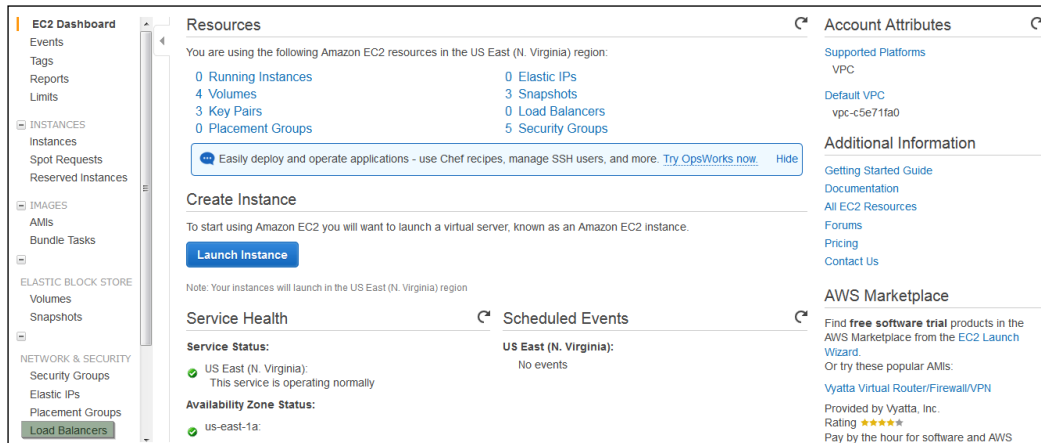 EC2 Dashboard
Events
Tags
Reports
Limits
INSTANCES
Instances
Spot Requests
Reserved Instances
IMAGES
AMIs
Bundle Tasks
ELASTIC BLOCK STORE
Volumes
Snapshots
NETWORK & SECURITY
Security Groups
Elastic IPs
Placement Groups
Load Balancers
Resources
You are using the following Amazon EC2 resources in the US East (N. Virginia) region:
0 Running Instances
4 Volumes
3 Key Pairs
0 Placement Groups
0 Elastic IPs
3 Snapshots
0 Load Balancers
5 Security Groups
Easily deploy and operate applications - use Chef recipes, manage SSH users, and more. Try OpsWorks now. Hide
Create Instance
To start using Amazon EC2 you will want to launch a virtual server, known as an Amazon EC2 instance.
Launch Instance
Note: Your instances will launch in the US East (N. Virginia) region
Service Health
Service Status:
US East (N. Virginia):
This service is operating normally
Availability Zone Status:
us-east-1a:
Scheduled Events
US East (N. Virginia):
No events
Account Attributes
Supported Platforms
VPC
Default VPC
vpc-c5e71fa0
Additional Information
Getting Started Guide
Documentation
All EC2 Resources
Forums
Pricing
Contact Us
AWS Marketplace
Find free software trial products in the
AWS Marketplace from the EC2 Launch
Wizard.
Or try these popular AMIs:
Vyatta Virtual Router/Firewall/VPN
Provided by Vyatta, Inc.
Rating
Pay by the hour for software and AWS